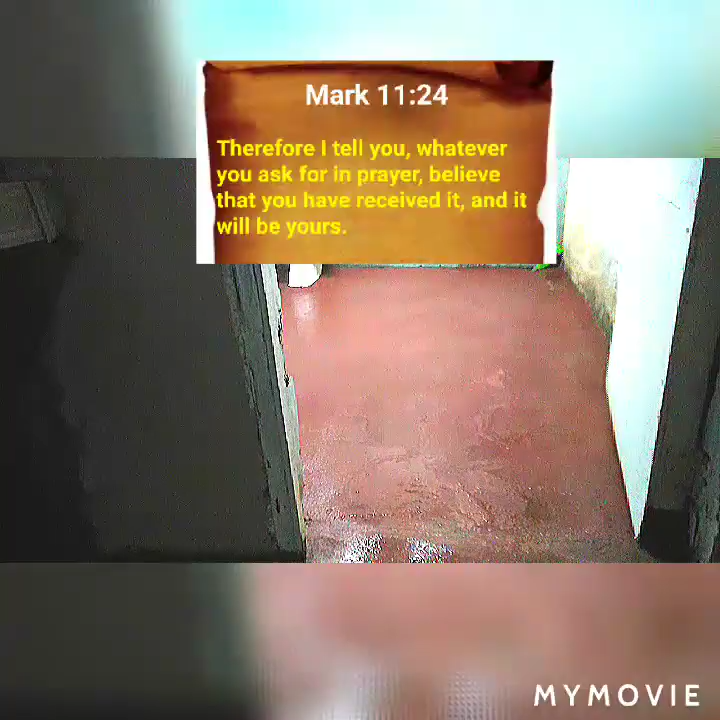 Mark 11:24
Therefore I tell you, whatever
you ask for in prayer, believe
that you have received it, and it
will be yours.
MYMOVIE